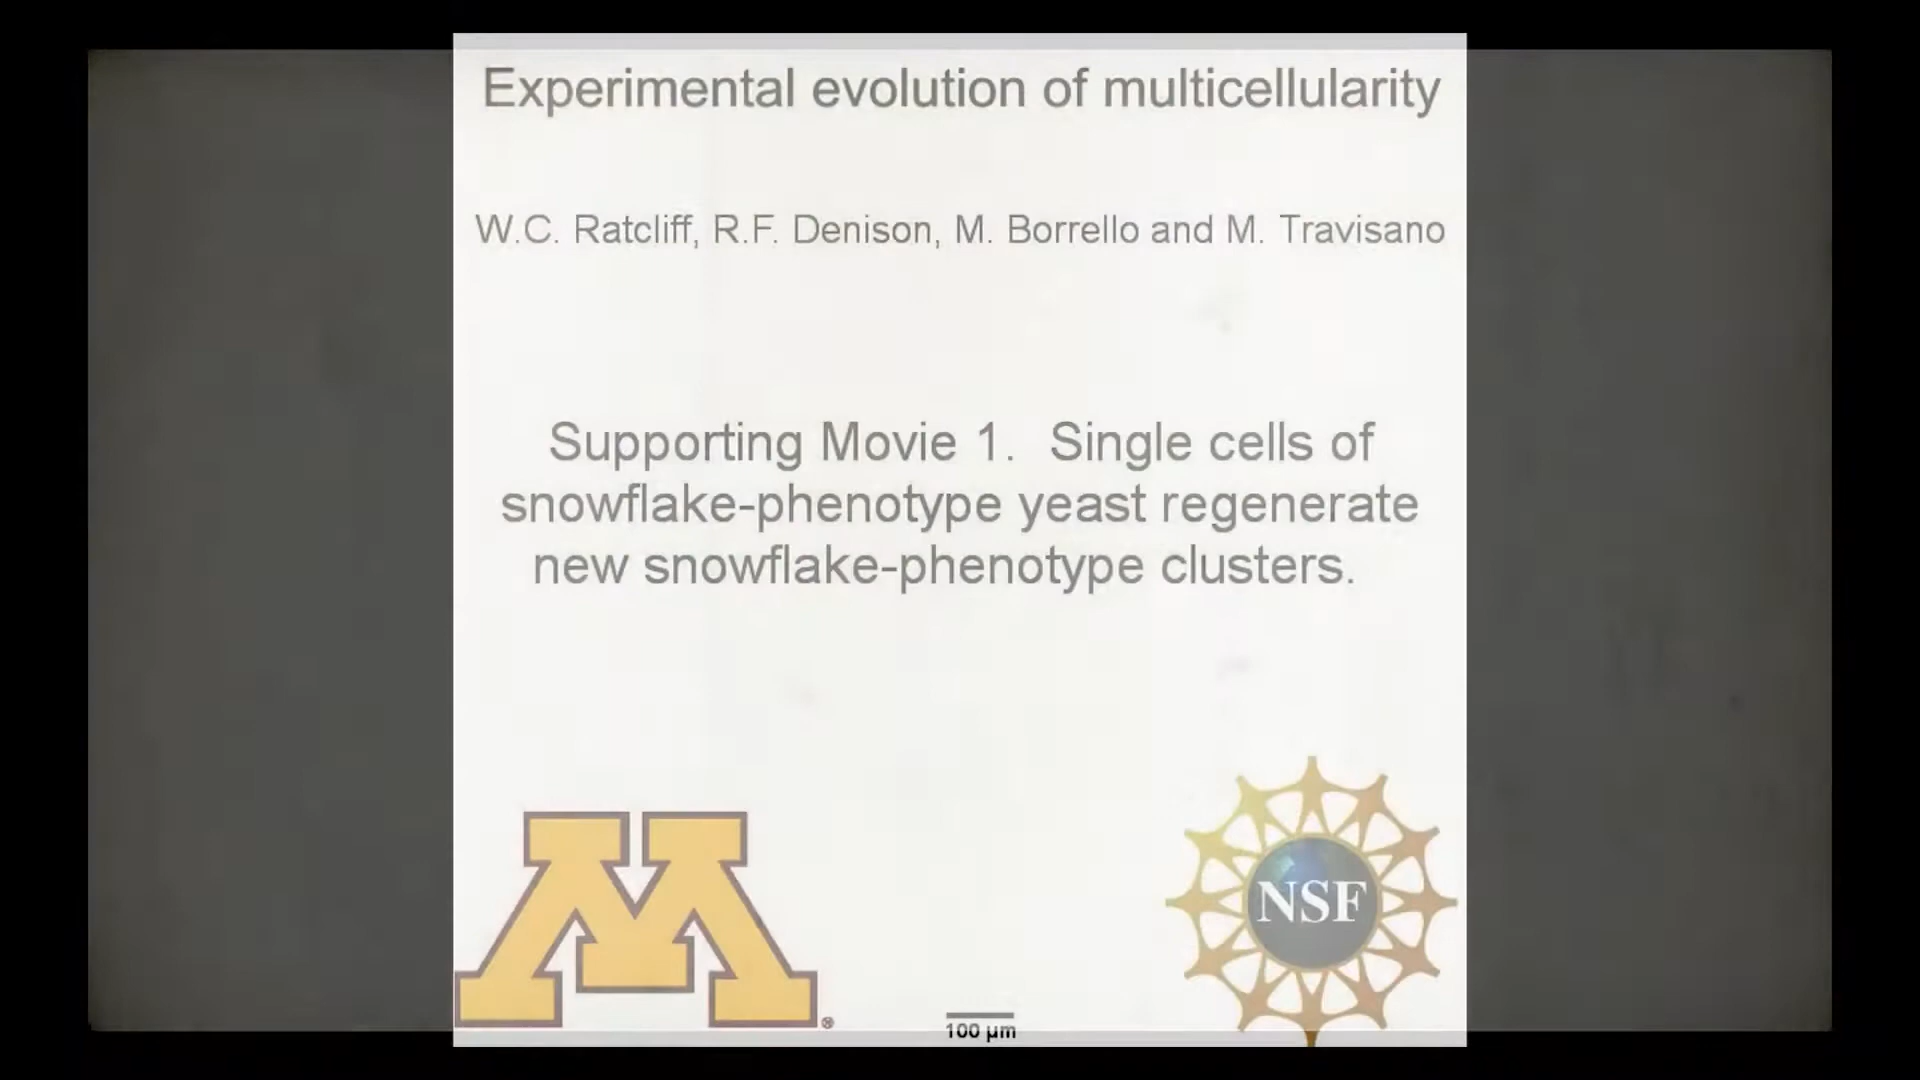 Experimental evolution of multicellularity
W.C. Ratcliff, R.F. Denison, M. Borrello and M. Travisano
Supporting Movie 1.  Single cells of
snowflake-phenotype yeast regenerate
new snowflake-phenotype clusters.
M ®
NSF
100 µm